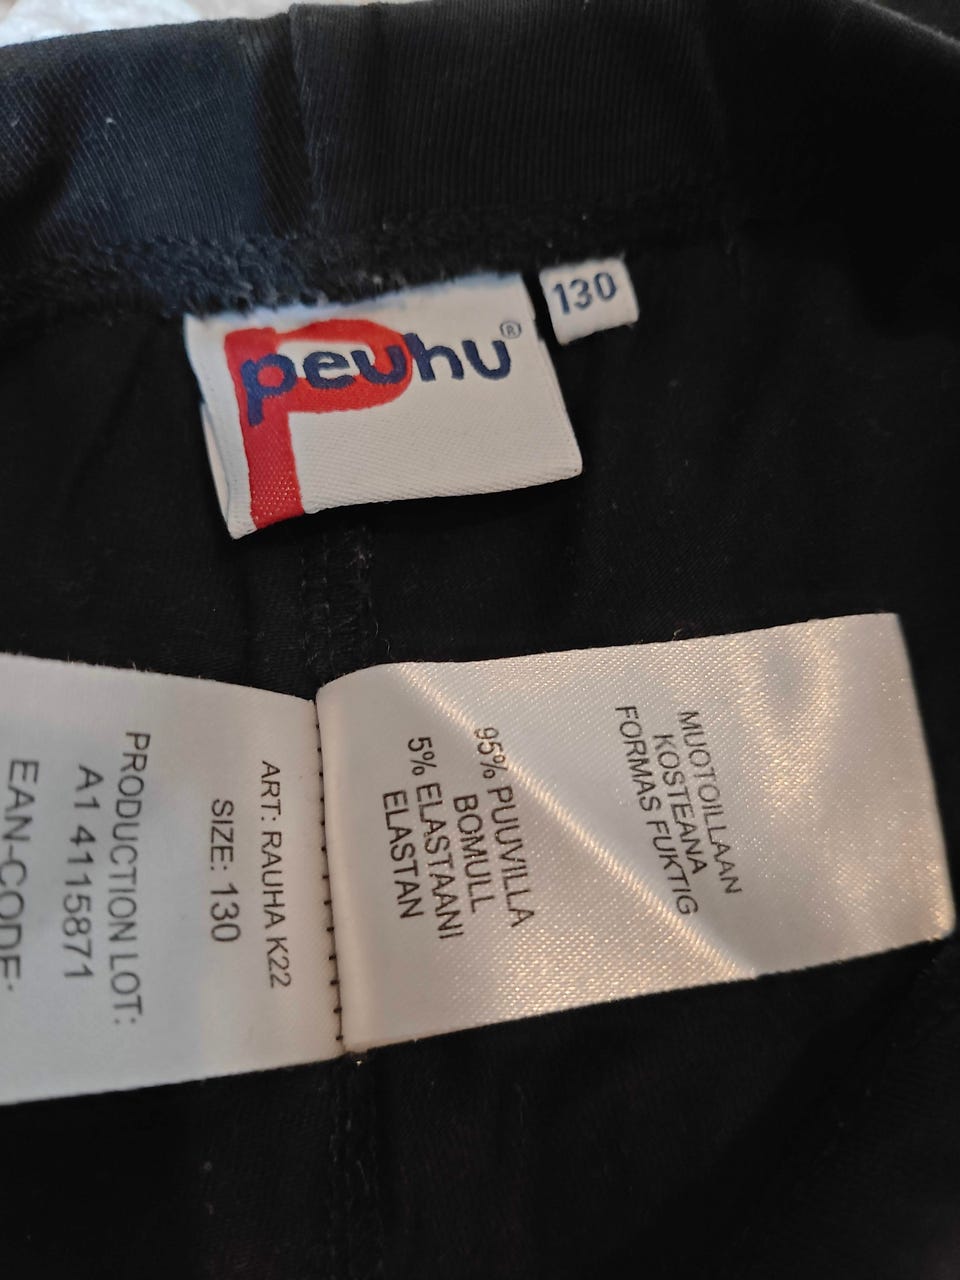 peuhu®
130
MUOTOILLAAN
KOSTEANA
FORMAS FUKTIG
95% PUUVILLA
BOMULL
5% ELASTAANI
ELASTAN
ART: RAUHA K22
SIZE: 130
PRODUCTION LOT:
A1 4115871
EAN-CODE: